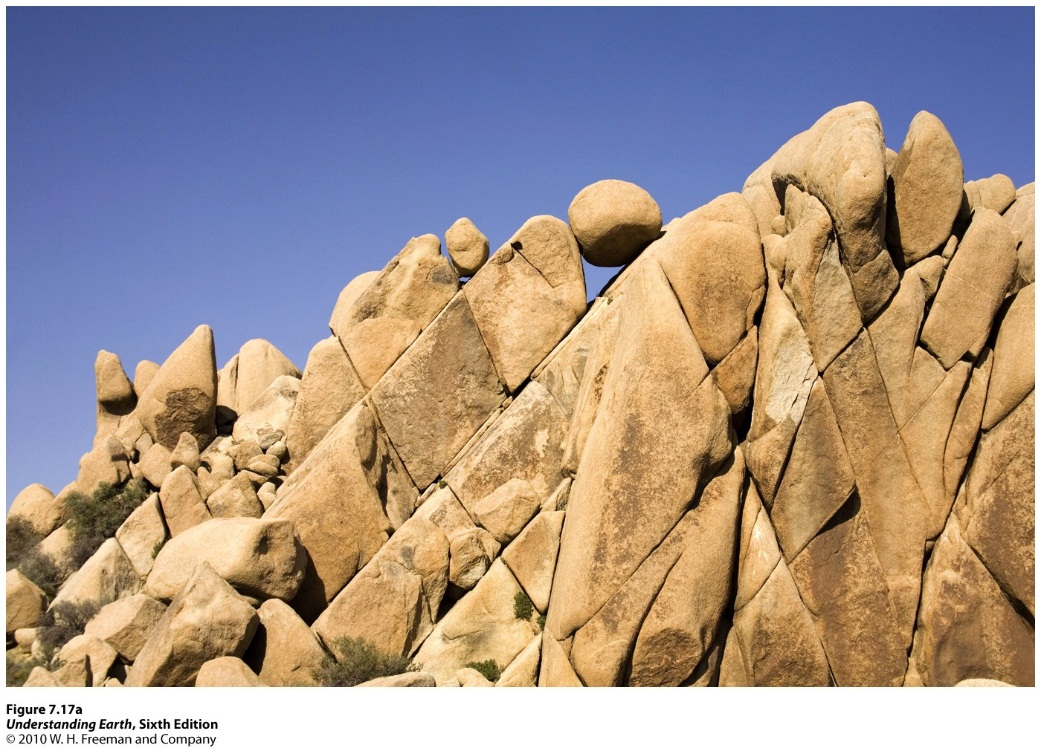 Figure 7.17a
Understanding Earth, Sixth Edition
© 2010 W. H. Freeman and Company